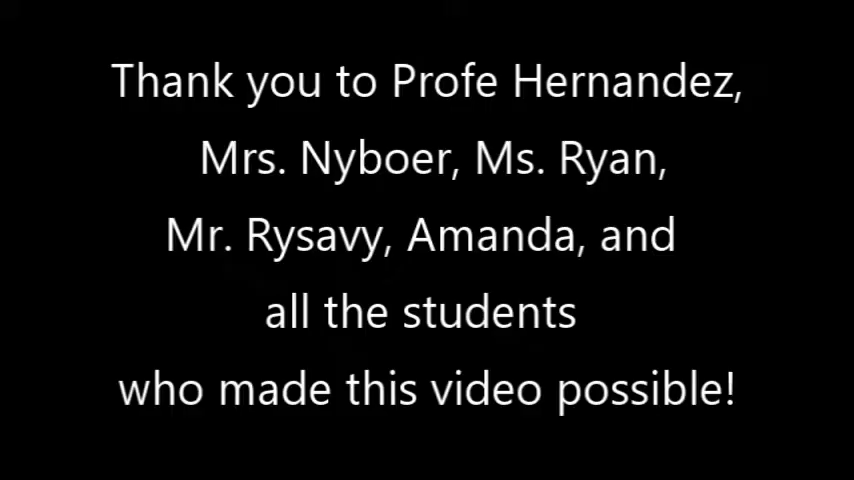 Thank you to Profe Hernandez,
Mrs. Nyboer, Ms. Ryan,
Mr. Rysavy, Amanda, and
all the students
who made this video possible!